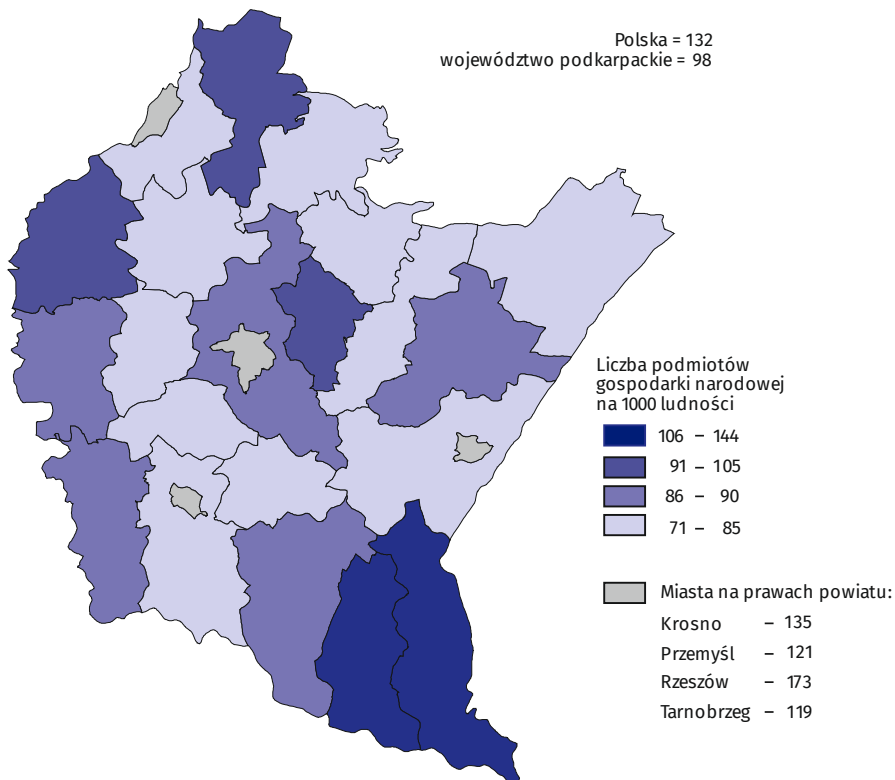 Polska = 132
województwo podkarpackie = 98
Liczba podmiotów
gospodarki narodowej
na 1000 ludności
106 – 144
91 – 105
86 – 90
71 – 85
Miasta na prawach powiatu:
Krosno – 135
Przemyśl – 121
Rzeszów – 173
Tarnobrzeg – 119